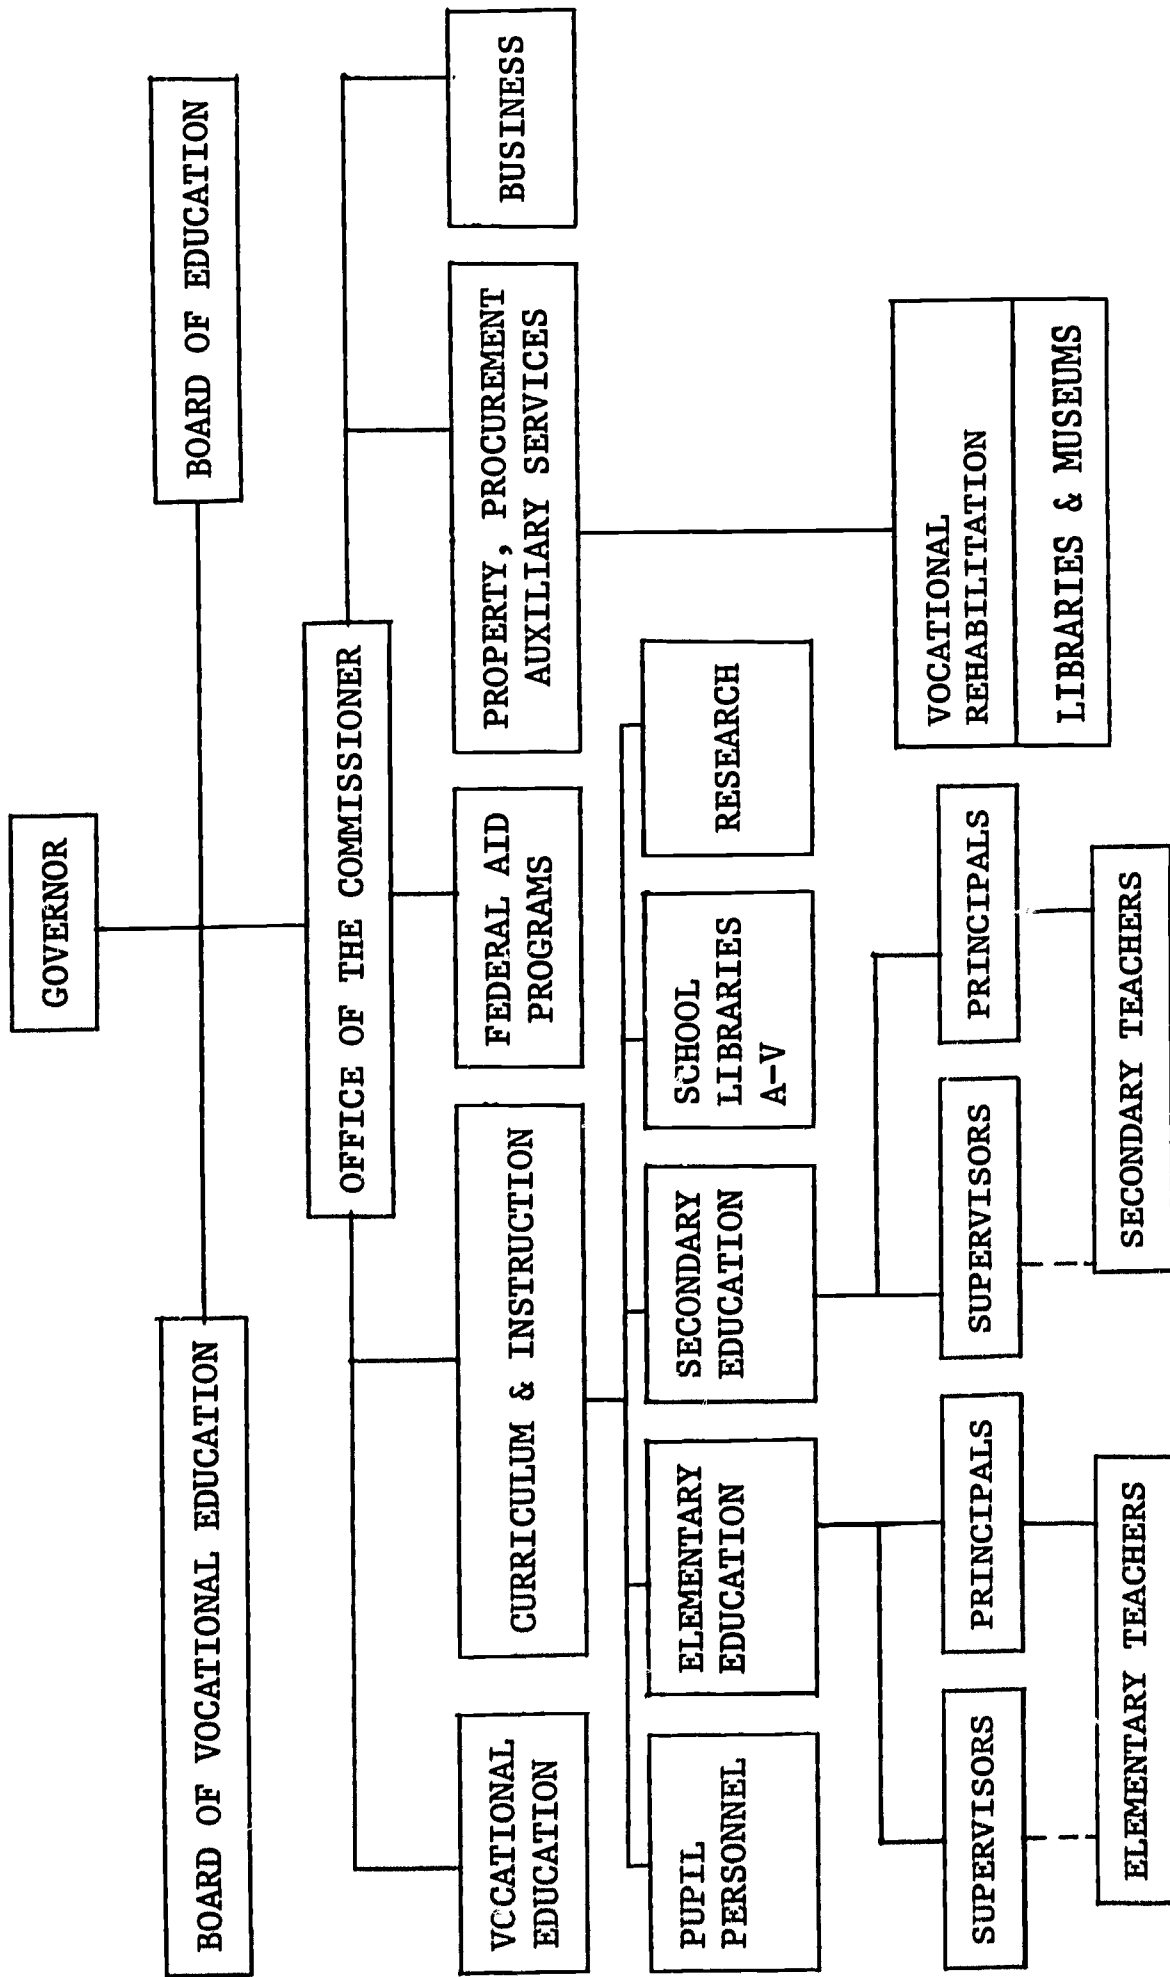 GOVERNOR
BOARD OF VOCATIONAL EDUCATION
BOARD OF EDUCATION
OFFICE OF THE COMMISSIONER
VCCATIONAL
EDUCATION
CURRICULUM & INSTRUCTION
FEDERAL AID
PROGRAMS
PROPERTY, PROCUREMENT
AUXILIARY SERVICES
BUSINESS
PUPIL
PERSONNEL
ELEMENTARY
EDUCATION
SECONDARY
EDUCATION
SCHOOL
LIBRARIES
A-V
RESEARCH
VOCATIONAL
REHABILITATION
LIBRARIES & MUSEUMS
SUPERVISORS
PRINCIPALS
SUPERVISORS
PRINCIPALS
ELEMENTARY TEACHERS
SECONDARY TEACHERS